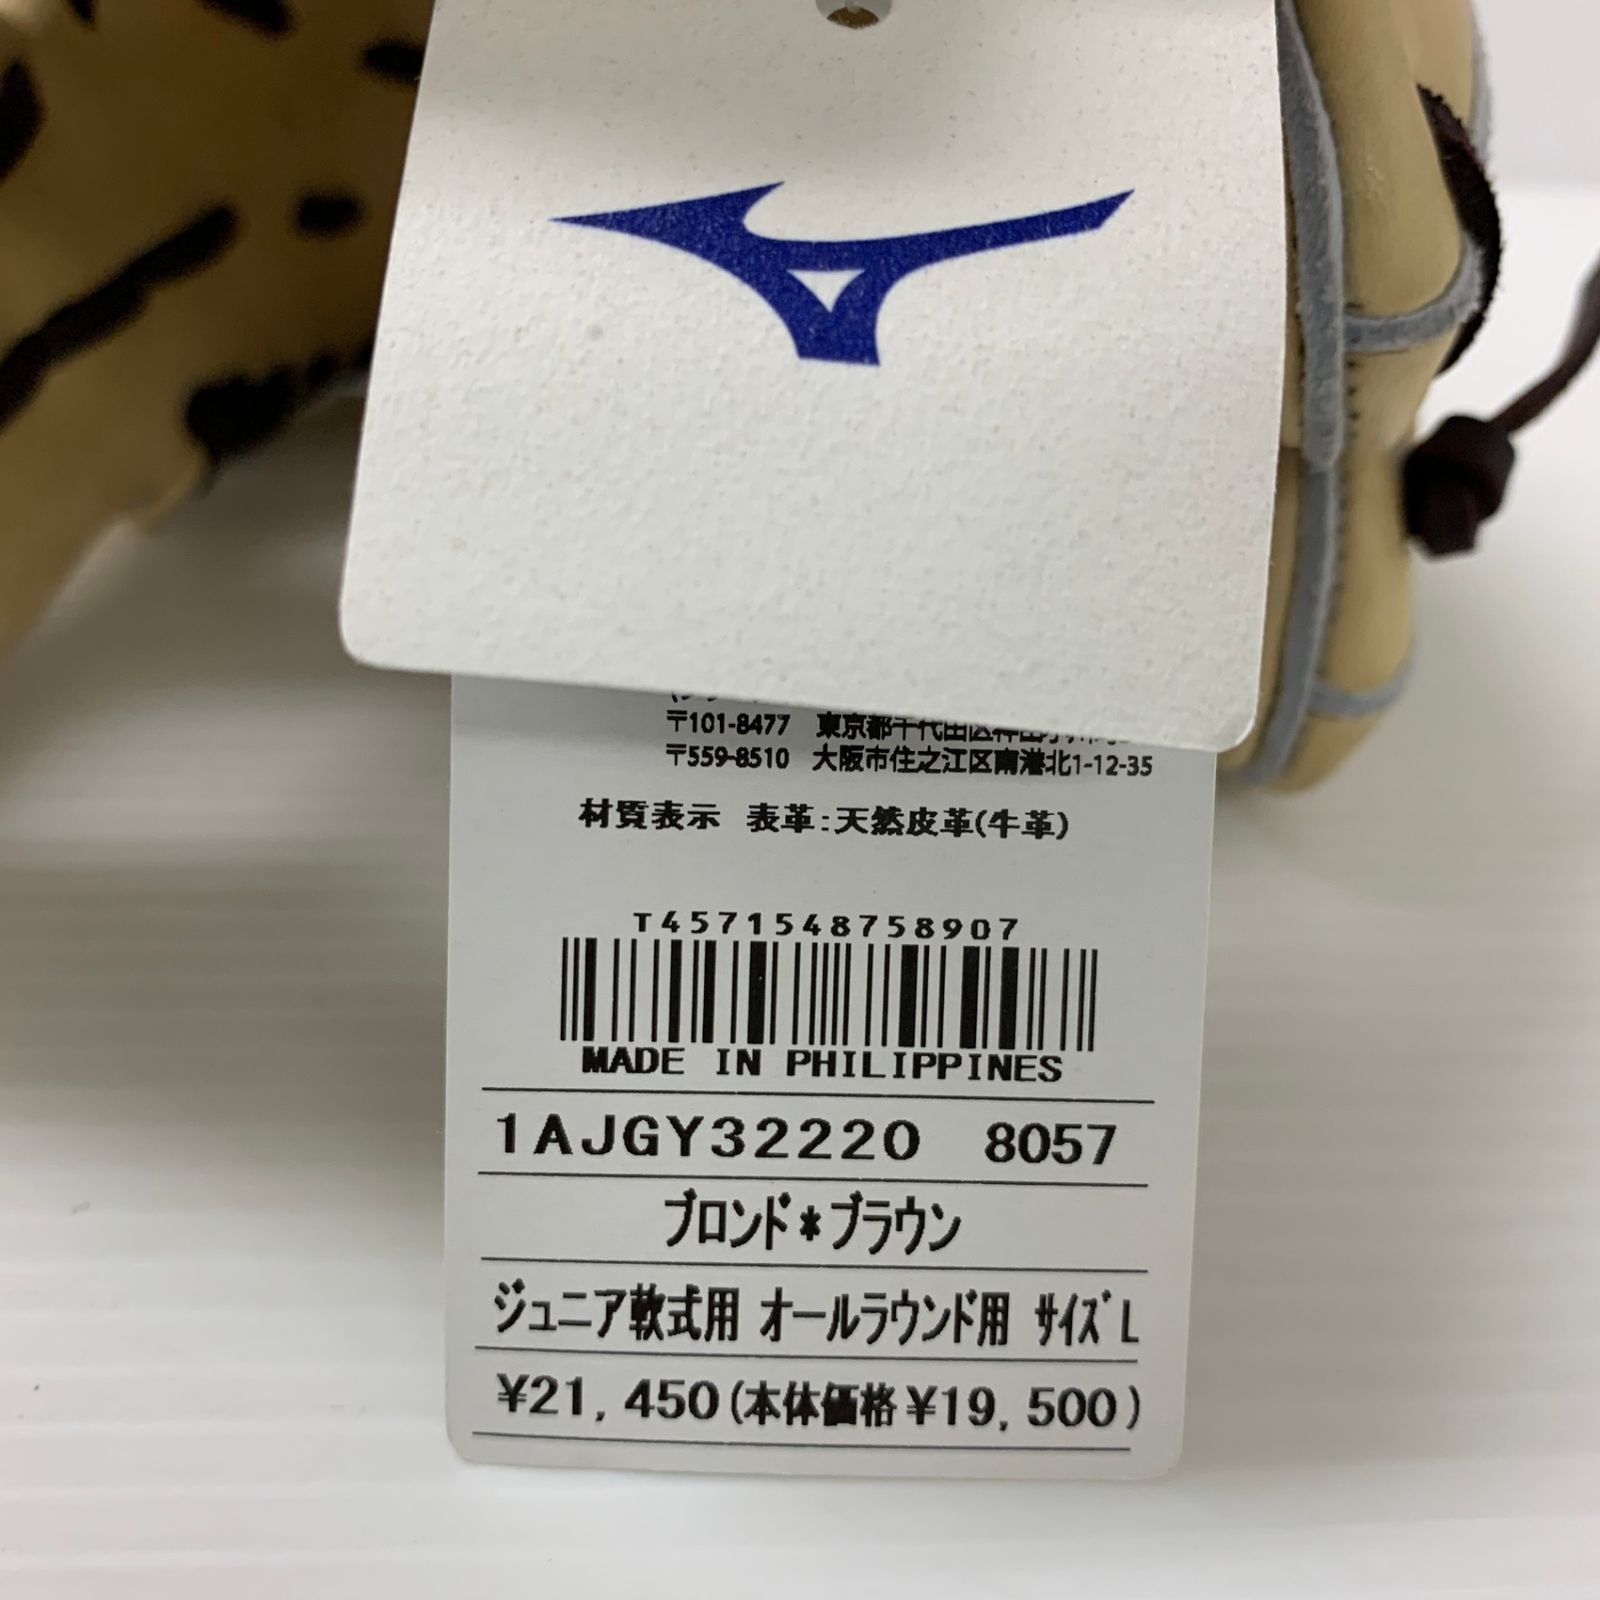 〒101-8477 東京都千代田区神田
〒559-8510 大阪市住之江区南港北1-12-35
材質表示 表革:天然皮革(牛革)
T4571548758907
MADE IN PHILIPPINES
1AJGY32220 8057
ブロンド*ブラウン
ジュニア軟式用 オールラウンド用 サイズL
¥21,450(本体価格¥19,500)